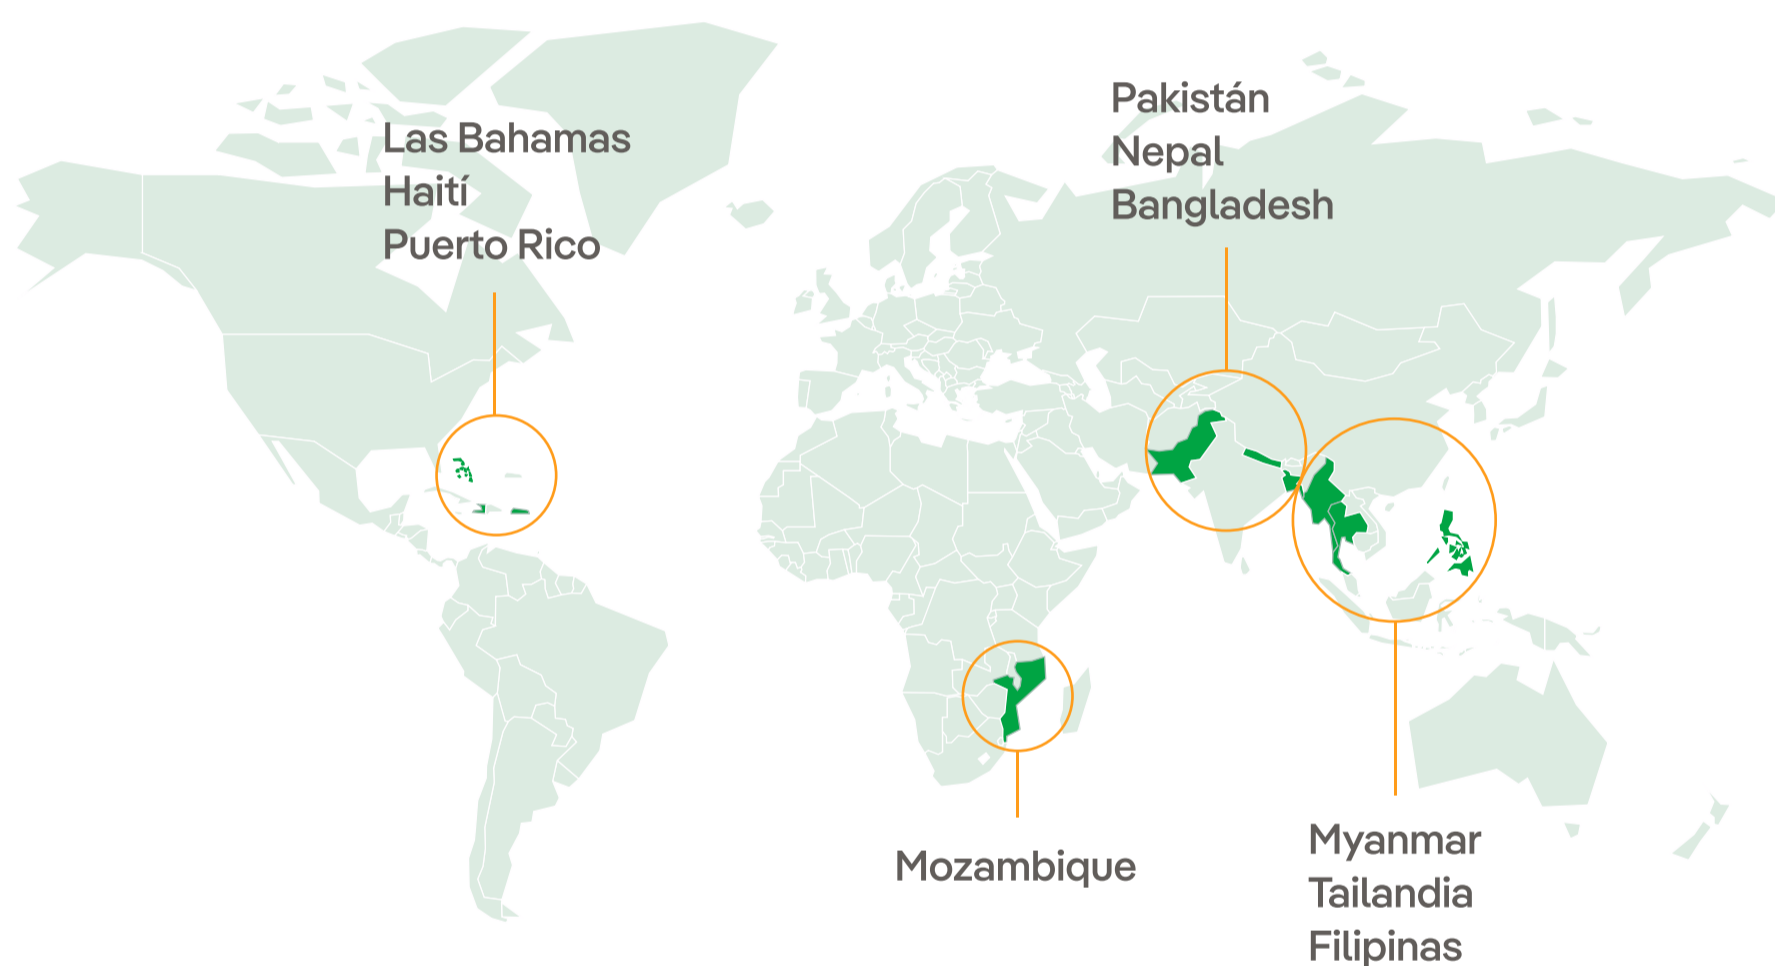 Las Bahamas
Haití
Puerto Rico
Pakistán
Nepal
Bangladesh
Mozambique
Myanmar
Tailandia
Filipinas